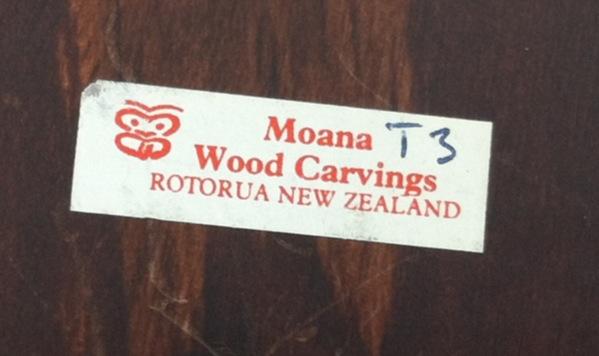 Moana T3
Wood Carvings
ROTORUA NEW ZEALAND